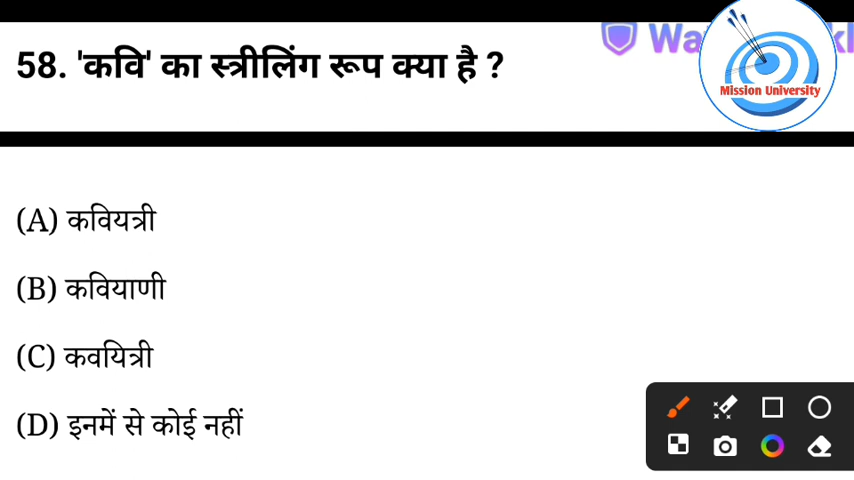 58. 'कवि' का स्त्रीलिंग रूप क्या है ?
Mission University
(A) कवियत्री
(B) कवियाणी
(C) कवयित्री
(D) इनमें से कोई नहीं